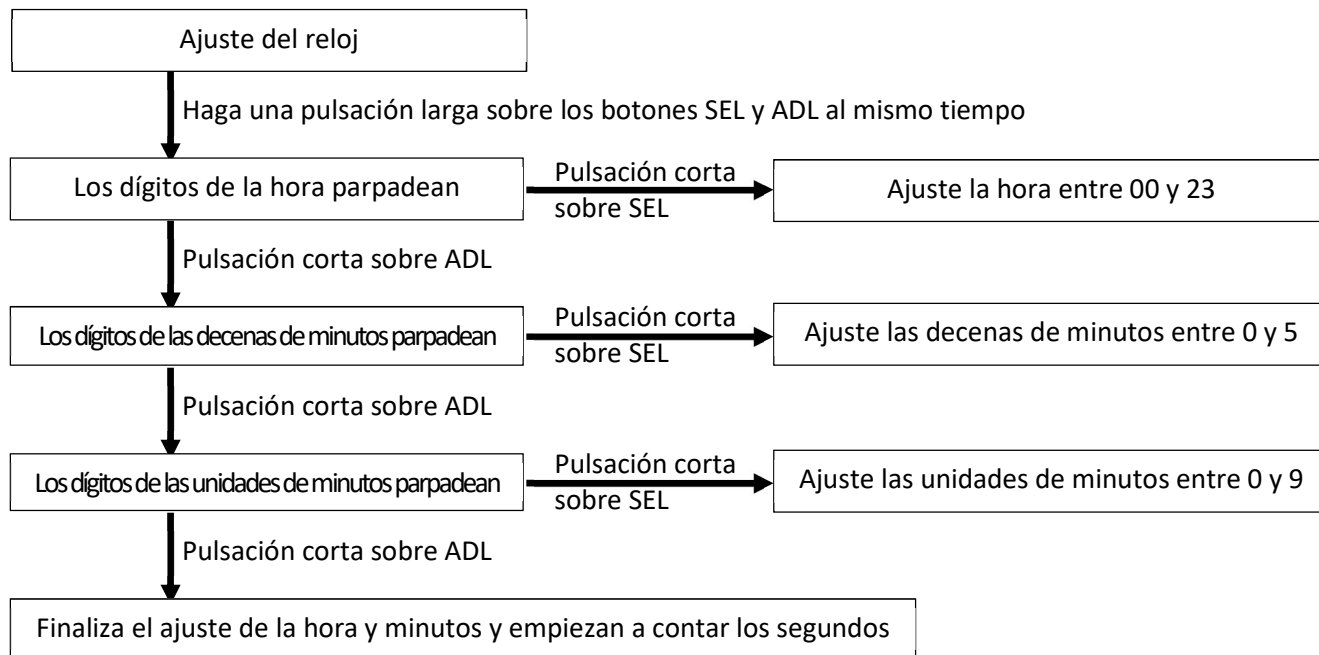 Ajuste del reloj
Haga una pulsación larga sobre los botones SEL y ADL al mismo tiempo
Los dígitos de la hora parpadean
Pulsación corta
sobre SEL
Ajuste la hora entre 00 y 23
Pulsación corta sobre ADL
Los dígitos de las decenas de minutos parpadean
Pulsación corta
sobre SEL
Ajuste las decenas de minutos entre 0 y 5
Pulsación corta sobre ADL
Los dígitos de las unidades de minutos parpadean
Pulsación corta
sobre SEL
Ajuste las unidades de minutos entre 0 y 9
Pulsación corta sobre ADL
Finaliza el ajuste de la hora y minutos y empiezan a contar los segundos